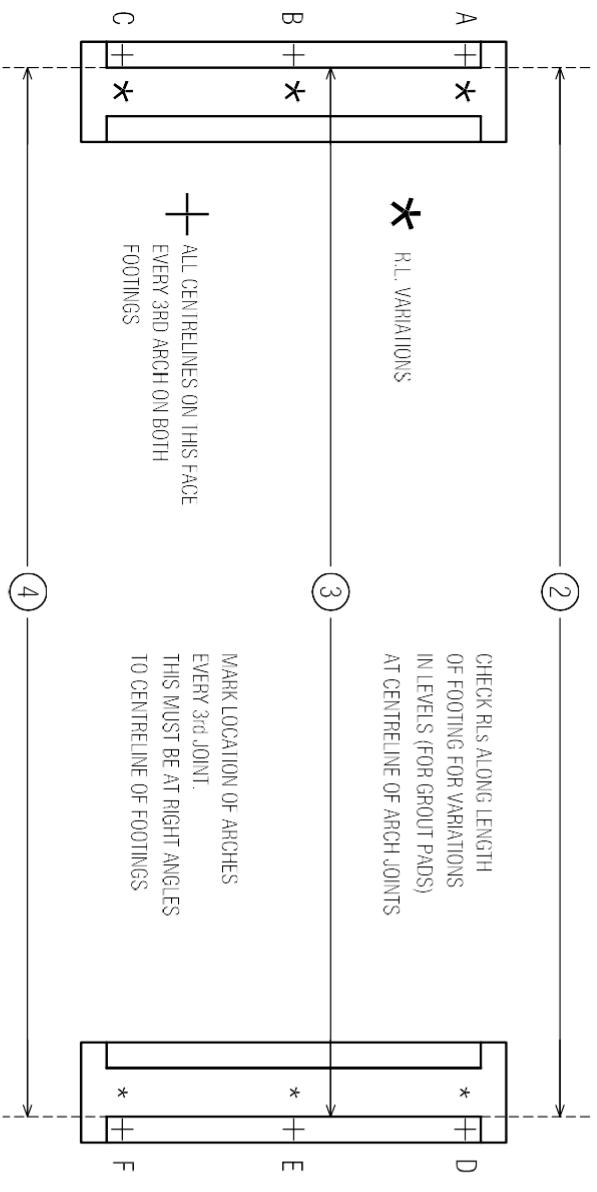 A
B
C
2
3
4
R.L. VARIATIONS
ALL CENTRELINES ON THIS FACE
EVERY 3RD ARCH ON BOTH
FOOTINGS
CHECK RLs ALONG LENGTH
OF FOOTING FOR VARIATIONS
IN LEVELS (FOR GROUT PADS)
AT CENTRELINE OF ARCH JOINTS
MARK LOCATION OF ARCHES
EVERY 3rd JOINT.
THIS MUST BE AT RIGHT ANGLES
TO CENTRELINE OF FOOTINGS
D
E
F